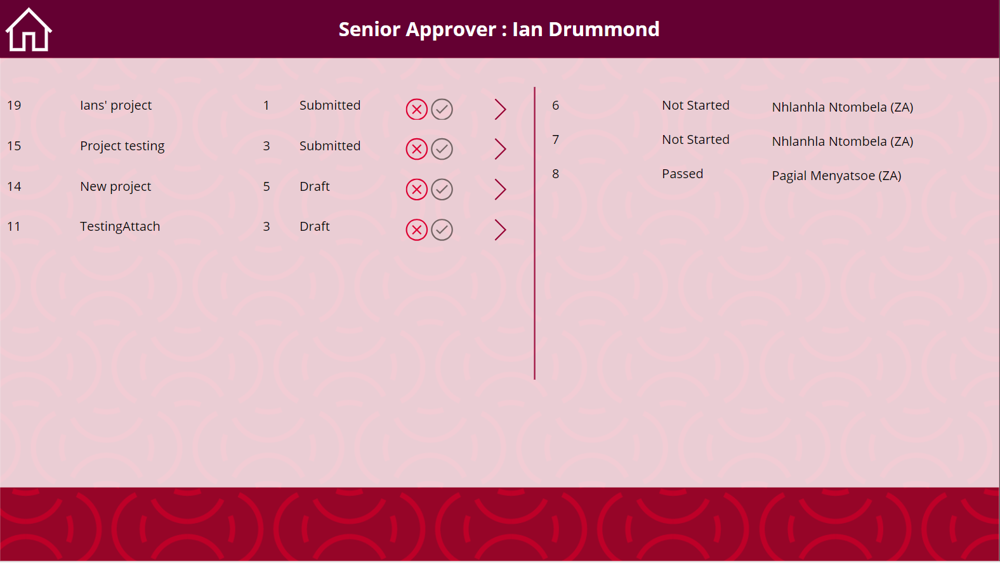 Senior Approver : Ian Drummond
19 Ians' project 1 Submitted
15 Project testing 3 Submitted
14 New project 5 Draft
11 TestingAttach 3 Draft
6 Not Started Nhlanhla Ntombela (ZA)
7 Not Started Nhlanhla Ntombela (ZA)
8 Passed Pagial Menyatsoe (ZA)